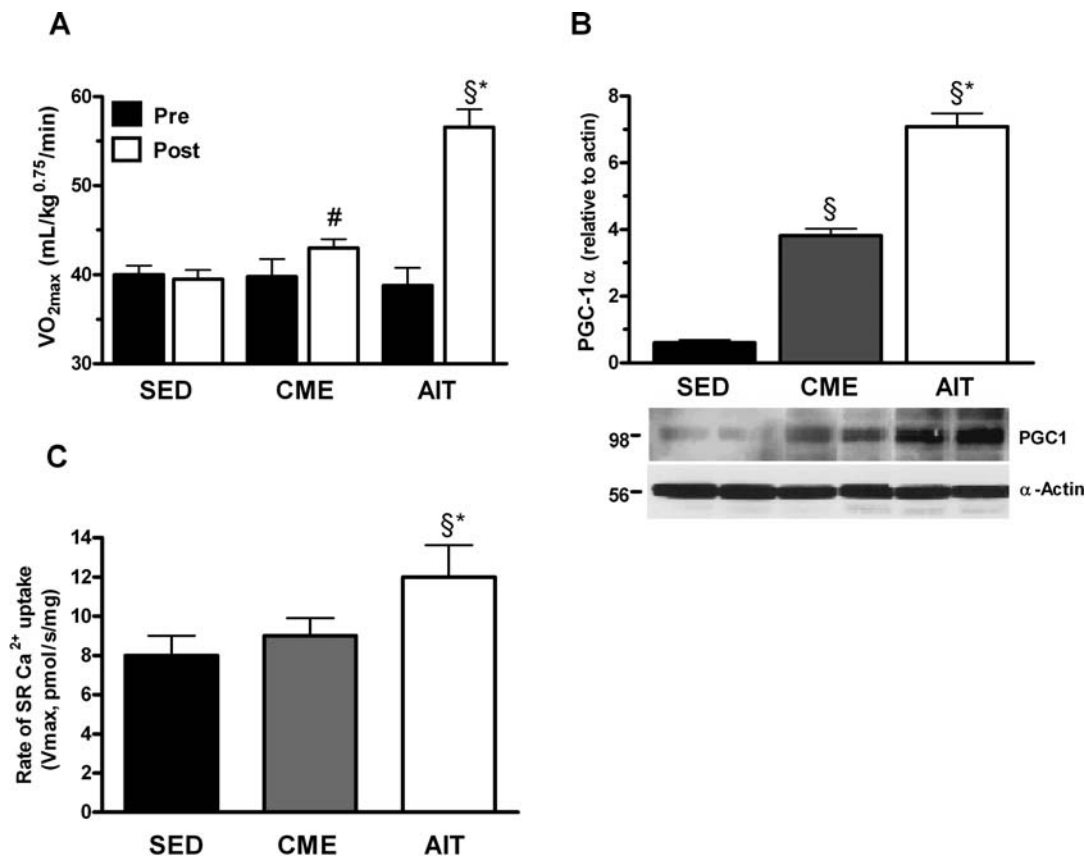 A
VO2max (mL/kg0.75/min)
60
50
40
30
Pre
Post
#
§*
SED CME AIT
B
PGC-1α (relative to actin)
8
6
4
2
0
§
§*
SED CME AIT
98
PGC1
56
α-Actin
C
Rate of SR Ca2+ uptake
(Vmax, pmol/s/mg)
14
12
10
8
6
4
2
0
§*
SED CME AIT